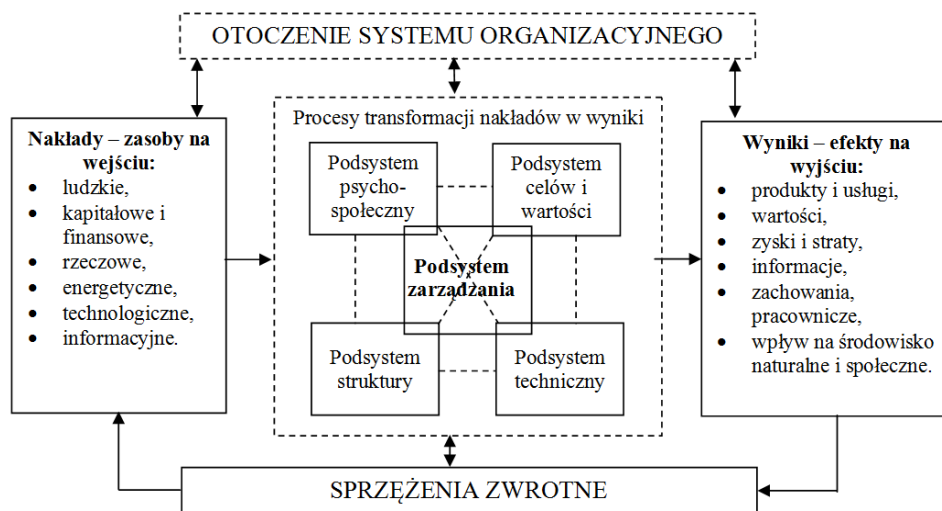 OTOCZENIE SYSTEMU ORGANIZACYJNEGO
Nakłady – zasoby na
wejściu:
• ludzkie,
• kapitałowe i
finansowe,
• rzeczowe,
• energetyczne,
• technologiczne,
• informacyjne.
Procesy transformacji nakładów w wyniki
Podsystem
psycho-
społeczny
Podsystem
celów i
wartości
Podsystem
zarządzania
Podsystem
struktury
Podsystem
techniczny
Wyniki – efekty na
wyjściu:
• produkty i usługi,
• wartości,
• zyski i straty,
• informacje,
• zachowania,
pracownicze,
• wpływ na środowisko
naturalne i społeczne.
SPRZĘŻENIA ZWROTNE